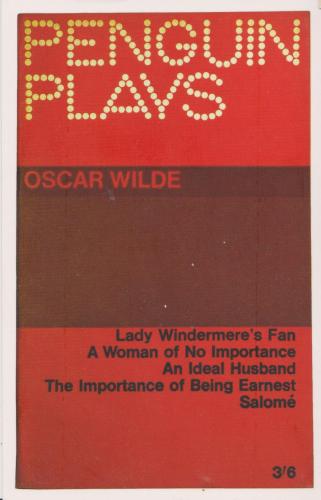 PENGUIN
PLAYS
OSCAR WILDE
Lady Windermere's Fan
A Woman of No Importance
An Ideal Husband
The Importance of Being Earnest
Salomé
3/6